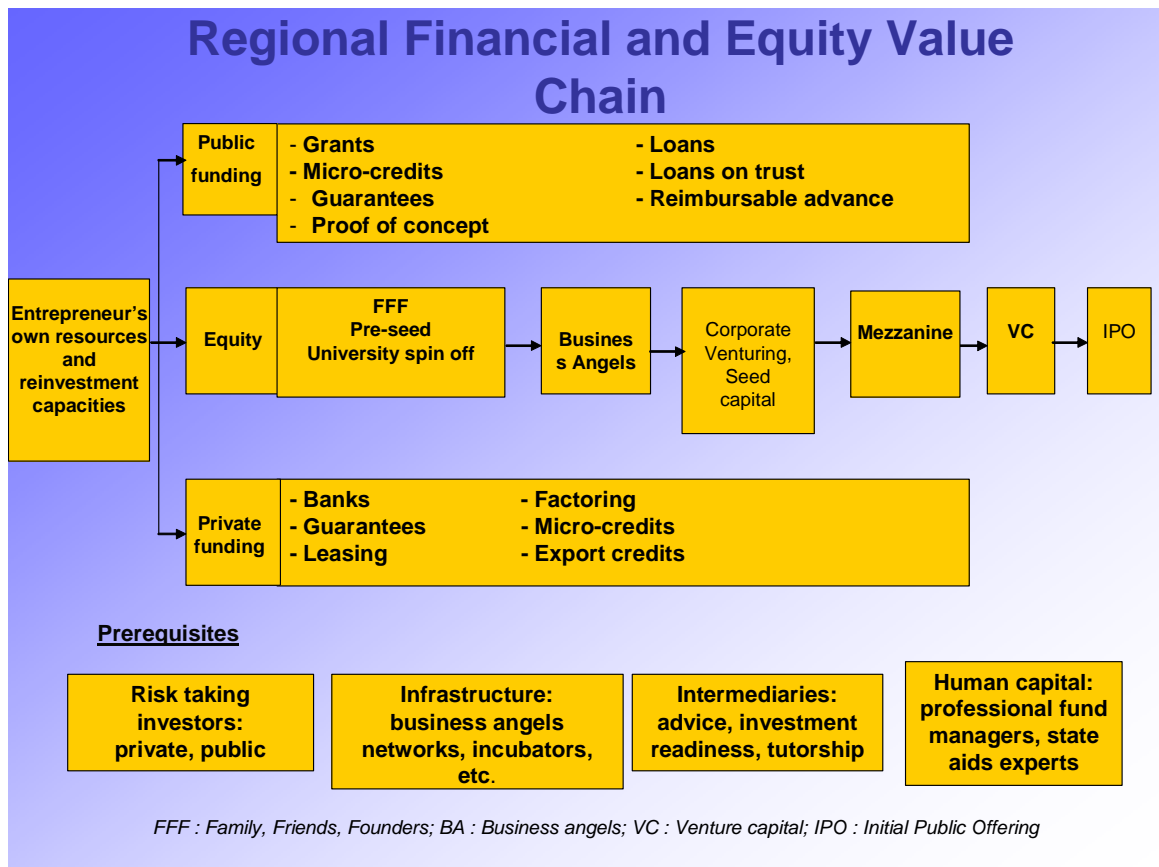 Regional Financial and Equity Value
Chain
Public
funding
- Grants
- Micro-credits
- Guarantees
- Proof of concept
- Loans
- Loans on trust
- Reimbursable advance
Entrepreneur's
own resources
and
reinvestment
capacities
Equity
FFF
Pre-seed
University spin off
Busines
s Angels
Corporate
Venturing,
Seed
capital
Mezzanine
VC
IPO
Private
funding
- Banks
- Guarantees
- Leasing
- Factoring
- Micro-credits
- Export credits
Prerequisites
Risk taking
investors:
private, public
Infrastructure:
business angels
networks, incubators,
etc.
Intermediaries:
advice, investment
readiness, tutorship
Human capital:
professional fund
managers, state
aids experts
FFF : Family, Friends, Founders; BA : Business angels; VC : Venture capital; IPO : Initial Public Offering